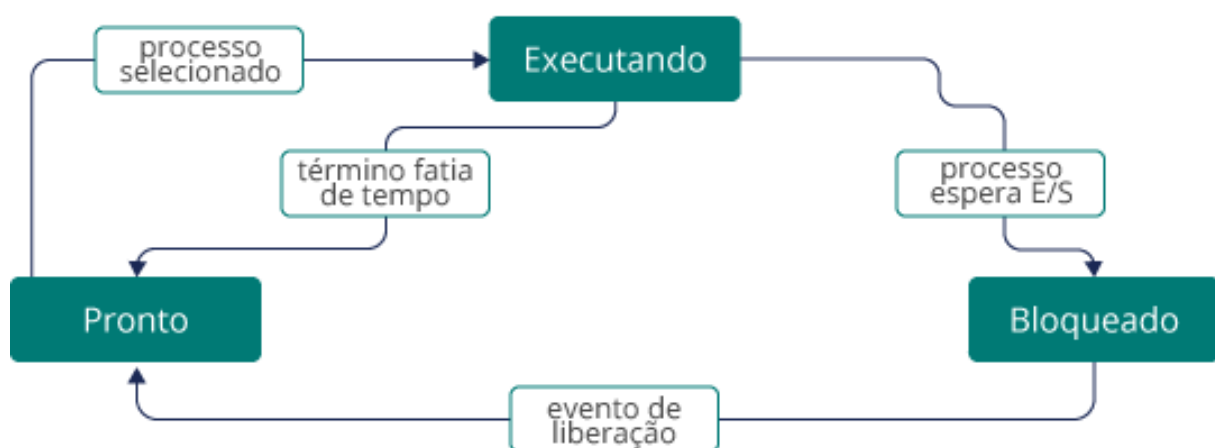 processo
selecionado
Executando
término fatia
de tempo
processo
espera E/S
Pronto
Bloqueado
evento de
liberação